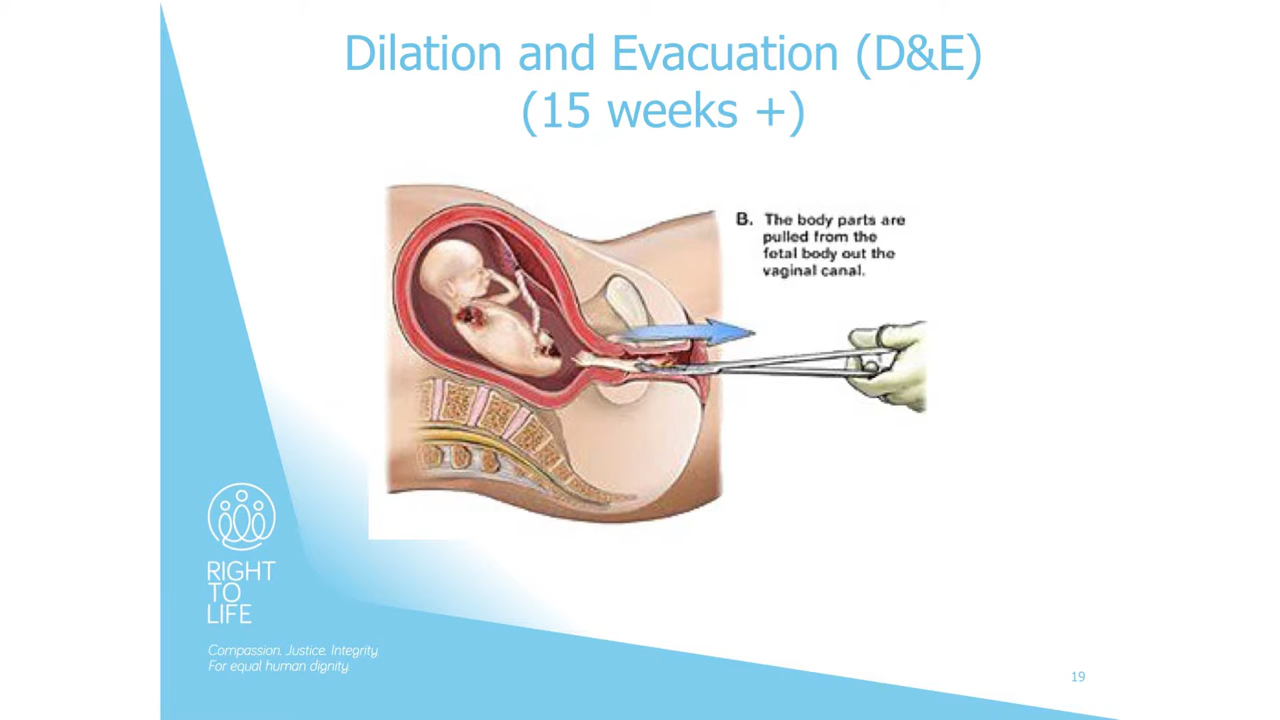 Dilation and Evacuation (D&E)
(15 weeks +)
B. The body parts are
pulled from the
fetal body out the
vaginal canal.
RIGHT
TO
LIFE
Compassion. Justice. Integrity
For equal human dignity
19